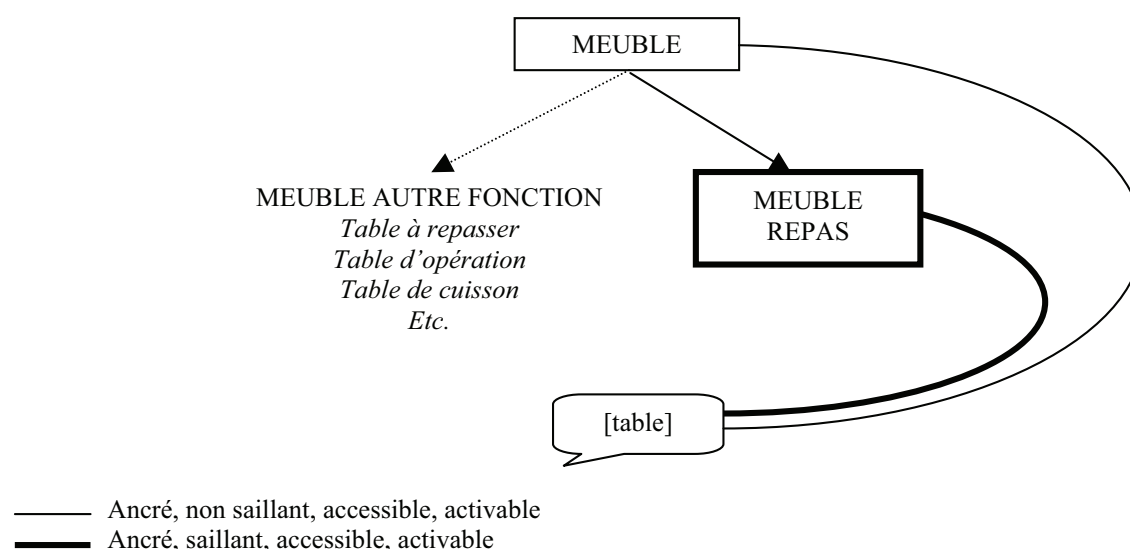 MEUBLE
MEUBLE AUTRE FONCTION
Table à repasser
Table d’opération
Table de cuisson
Etc.
MEUBLE
REPAS
[table]
Ancré, non saillant, accessible, activable
Ancré, saillant, accessible, activable